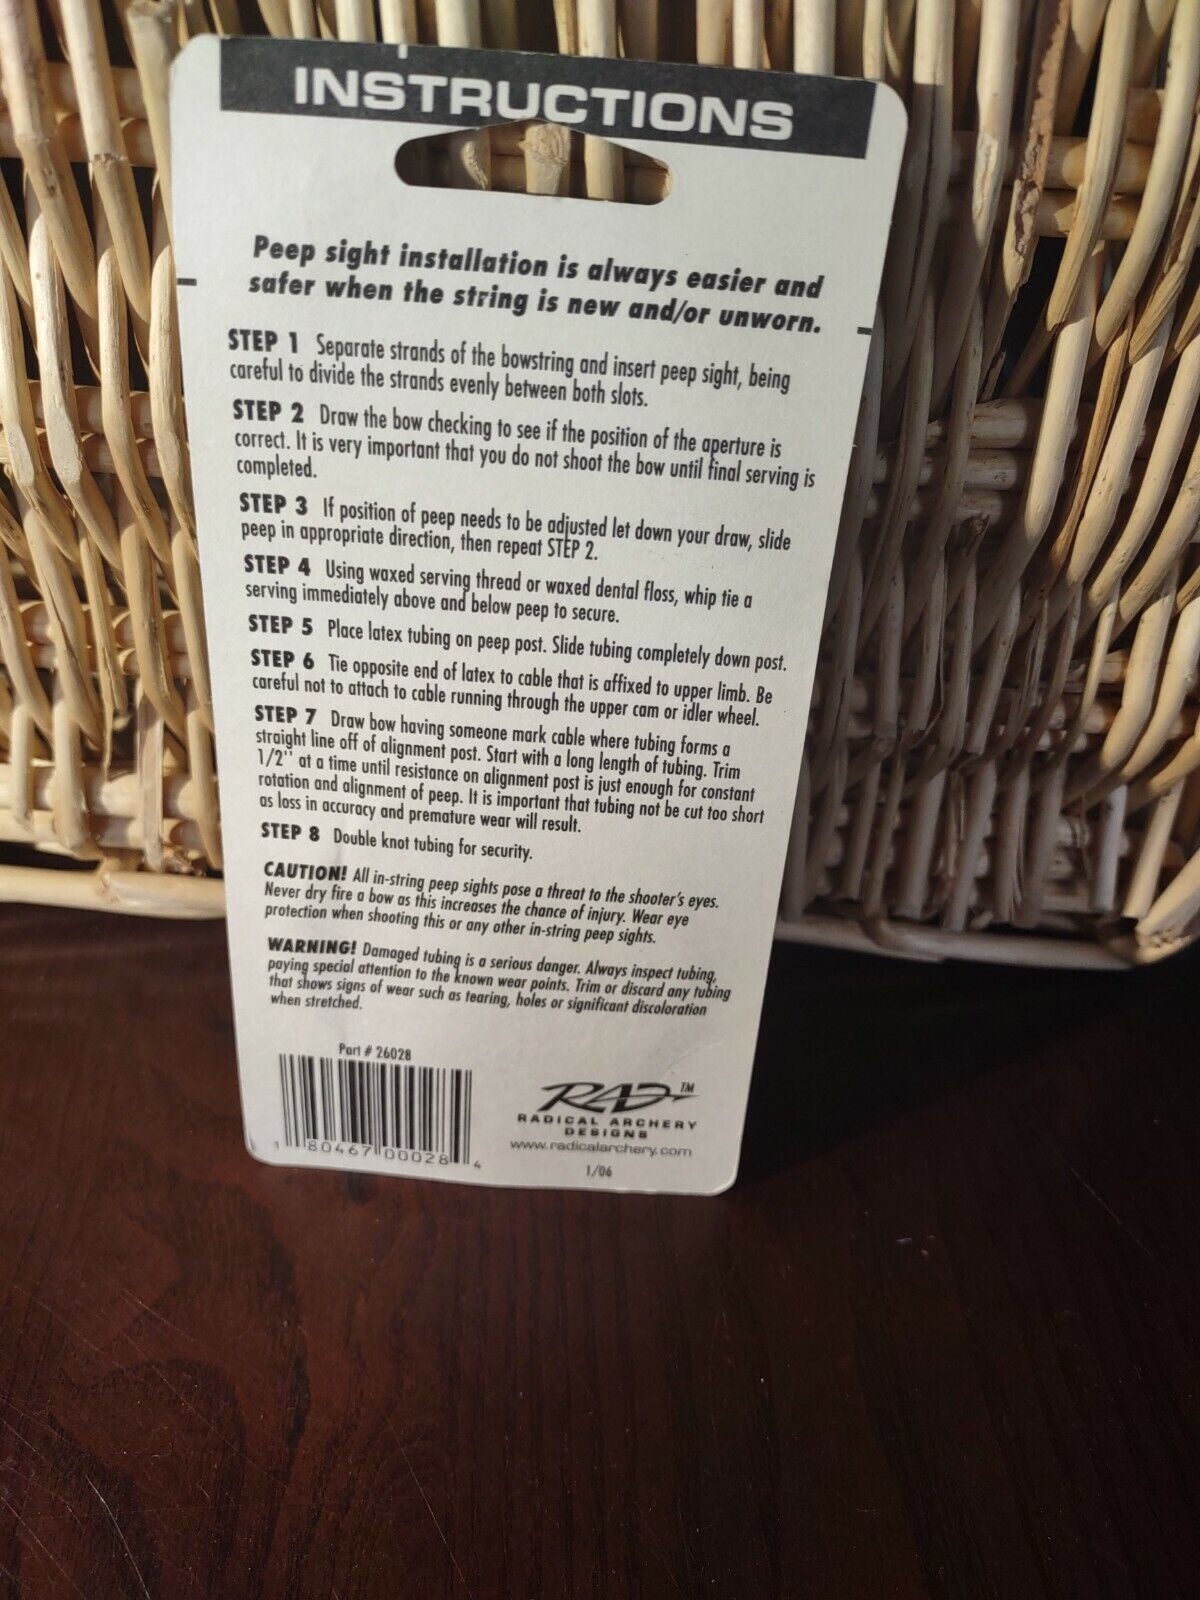 INSTRUCTIONS
Peep sight installation is always easier and
safer when the string is new and/or unworn.
STEP 1 Separate strands of the bowstring and insert peep sight, being
careful to divide the strands evenly between both slots.
STEP 2 Draw the bow checking to see if the position of the aperture is
correct. It is very important that you do not shoot the bow until final serving is
completed.
STEP 3 If position of peep needs to be adjusted let down your draw, slide
peep in appropriate direction, then repeat STEP 2.
STEP 4 Using waxed serving thread or waxed dental floss, whip tie a
serving immediately above and below peep to secure.
STEP 5 Place latex tubing on peep post. Slide tubing completely down post.
STEP 6 Tie opposite end of latex to cable that is affixed to upper limb. Be
careful not to attach to cable running through the upper cam or idler wheel.
STEP 7 Draw bow having someone mark cable where tubing forms a
straight line off of alignment post. Start with a long length of tubing. Trim
1/2" at a time until resistance on alignment post is just enough for constant
rotation and alignment of peep. It is important that tubing not be cut too short
as loss in accuracy and premature wear will result.
STEP 8 Double knot tubing for security.
CAUTION! All in-string peep sights pose a threat to the shooter's eyes.
Never dry fire a bow as this increases the chance of injury. Wear eye
protection when shooting this or any other in-string peep sights.
WARNING! Damaged tubing is a serious danger. Always inspect tubing,
paying special attention to the known wear points. Trim or discard any tubing
that shows signs of wear such as tearing, holes or significant discoloration
when stretched.
Part # 26028
1 80467 00028 4
RAD™
RADICAL ARCHERY
DESIGNS
www.radicalarchery.com
1/06